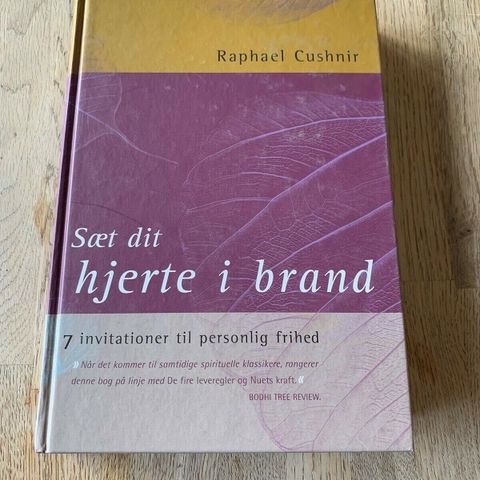 Raphael Cushnir
Sæt dit
hjerte i brand
7 invitationer til personlig frihed
»Når det kommer til samtidige spirituelle klassikere, rangerer
denne bog på linje med De fire leveregler og Nuets kraft.«
BODHI TREE REVIEW.